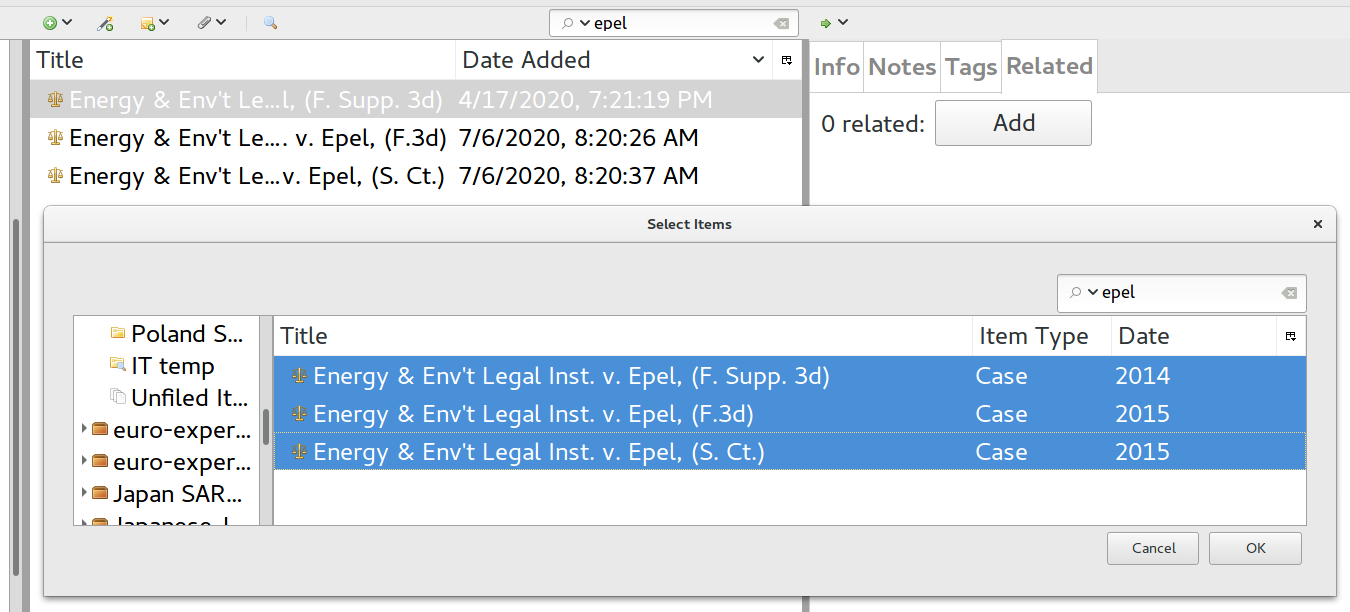 epel
Title Date Added
Info Notes Tags Related
Energy & Env't Le...l, (F. Supp. 3d) 4/17/2020, 7:21:19 PM
0 related: Add
Energy & Env't Le.... v. Epel, (F.3d) 7/6/2020, 8:20:26 AM
Energy & Env't Le...v. Epel, (S. Ct.) 7/6/2020, 8:20:37 AM
Select Items
epel
Poland S...
IT temp
Unfiled It...
euro-exper...
euro-exper...
Japan SAR...
Title Item Type Date
Energy & Env't Legal Inst. v. Epel, (F. Supp. 3d) Case 2014
Energy & Env't Legal Inst. v. Epel, (F.3d) Case 2015
Energy & Env't Legal Inst. v. Epel, (S. Ct.) Case 2015
Cancel OK